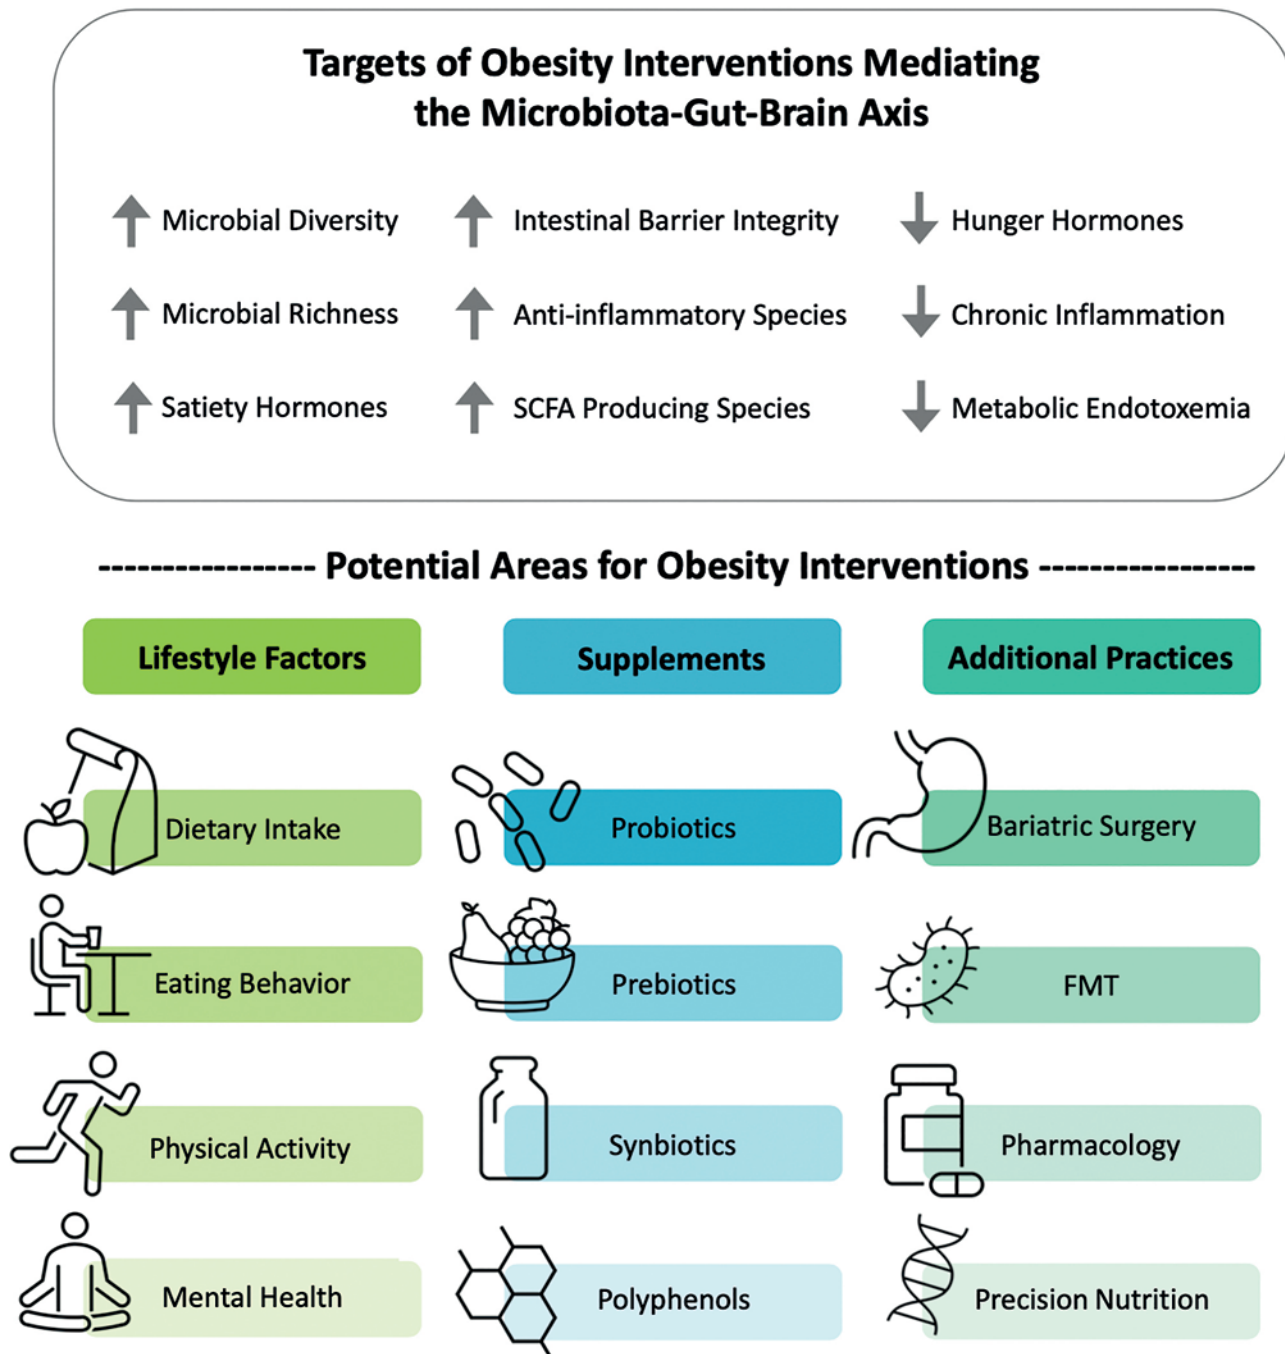 Targets of Obesity Interventions Mediating
the Microbiota-Gut-Brain Axis
Microbial Diversity
Intestinal Barrier Integrity
Hunger Hormones
Microbial Richness
Anti-inflammatory Species
Chronic Inflammation
Satiety Hormones
SCFA Producing Species
Metabolic Endotoxemia
----------------- Potential Areas for Obesity Interventions -----------------
Lifestyle Factors
Supplements
Additional Practices
Dietary Intake
Probiotics
Bariatric Surgery
Eating Behavior
Prebiotics
FMT
Physical Activity
Synbiotics
Pharmacology
Mental Health
Polyphenols
Precision Nutrition